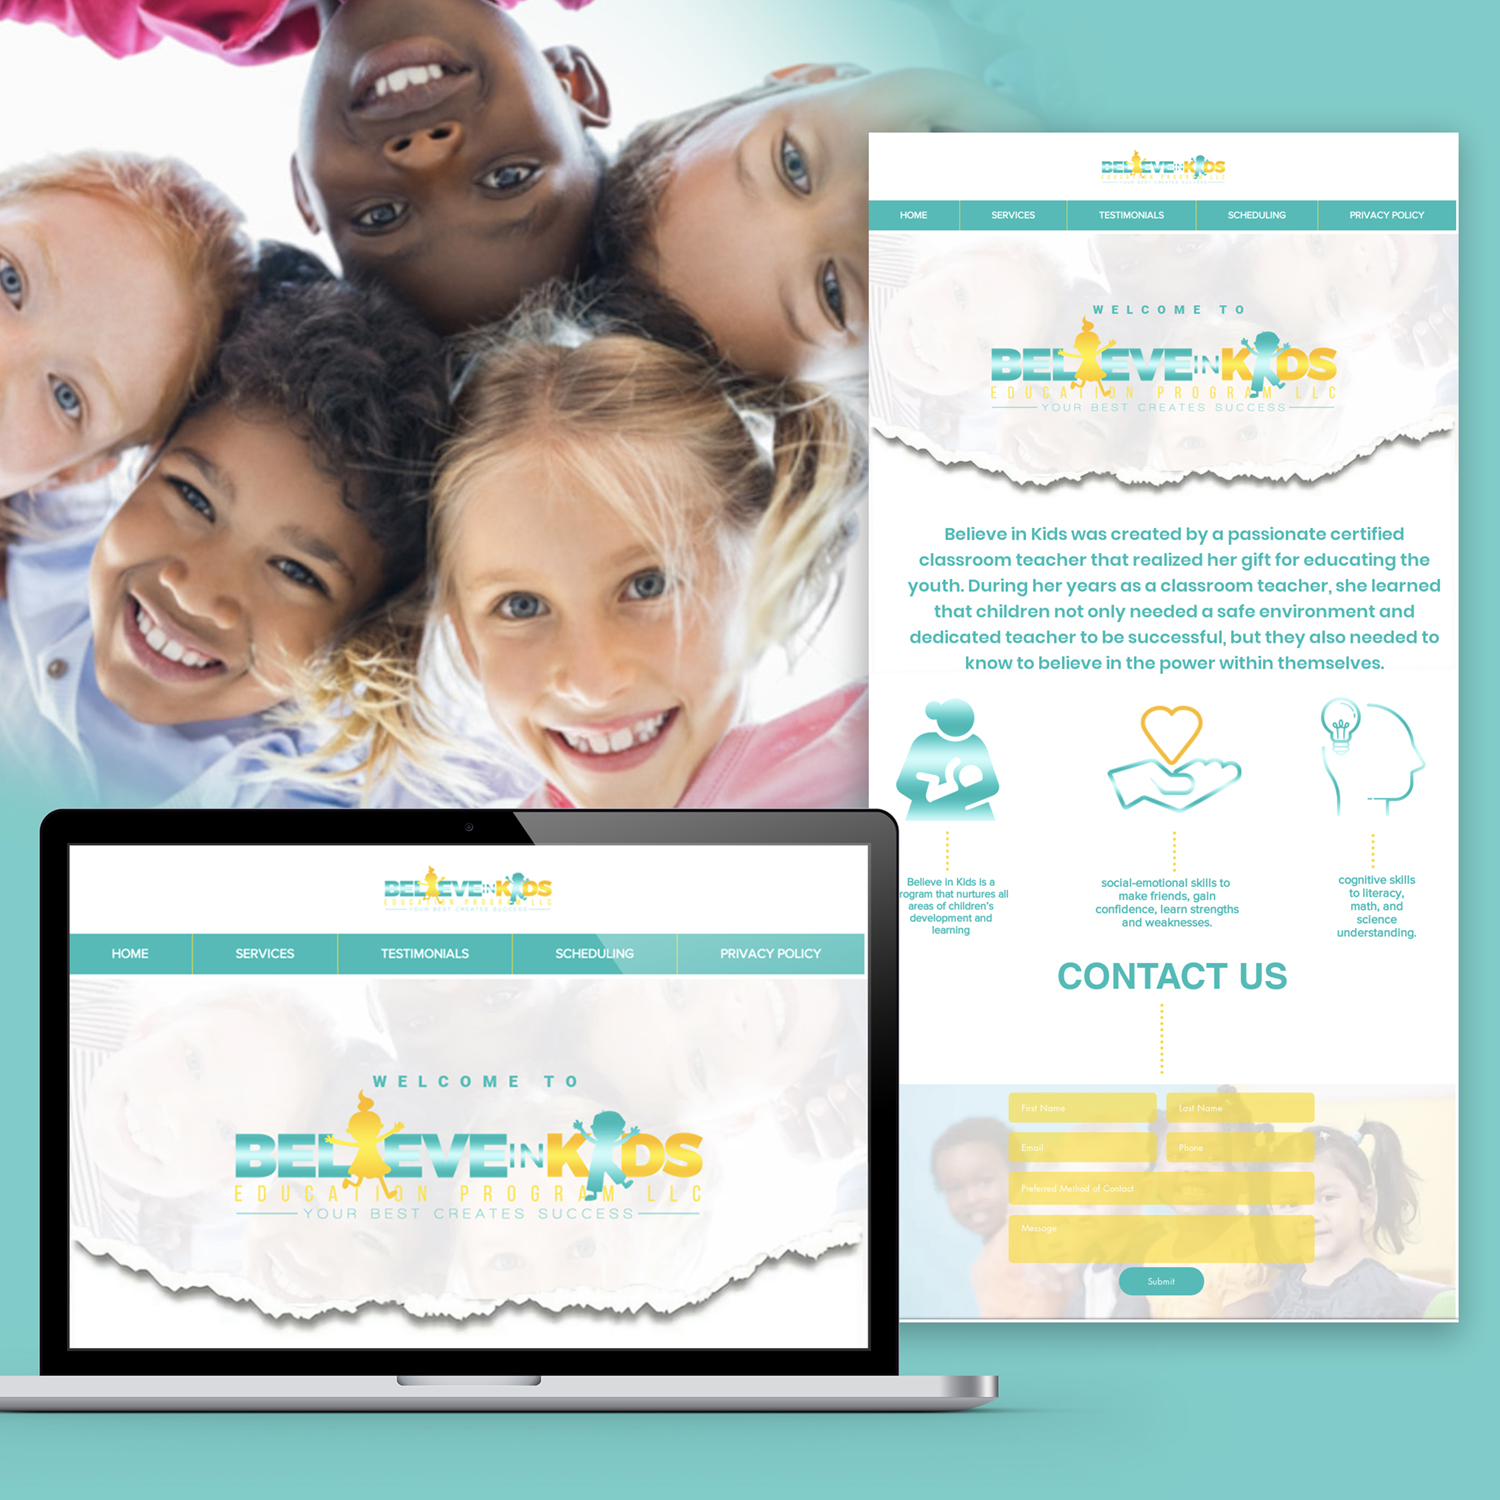 BELIEVE IN KIDS
EDUCATION PROGRAM LLC
YOUR BEST CREATES SUCCESS
HOME SERVICES TESTIMONIALS SCHEDULING PRIVACY POLICY
WELCOME TO
BELIEVE IN KIDS
EDUCATION PROGRAM LLC
YOUR BEST CREATES SUCCESS
Believe in Kids was created by a passionate certified
classroom teacher that realized her gift for educating the
youth. During her years as a classroom teacher, she learned
that children not only needed a safe environment and
dedicated teacher to be successful, but they also needed to
know to believe in the power within themselves.
Believe in Kids is a
rogram that nurtures all
areas of children's
development and
learning
social-emotional skills to
make friends, gain
confidence, learn strengths
and weaknesses.
cognitive skills
to literacy,
math, and
science
understanding.
CONTACT US
First Name Last Name
Email Phone
Preferred Method of Contact
Message
Submit
BELIEVE IN KIDS
EDUCATION PROGRAM LLC
YOUR BEST CREATES SUCCESS
HOME SERVICES TESTIMONIALS SCHEDULING PRIVACY POLICY
WELCOME TO
BELIEVE IN KIDS
EDUCATION PROGRAM LLC
YOUR BEST CREATES SUCCESS